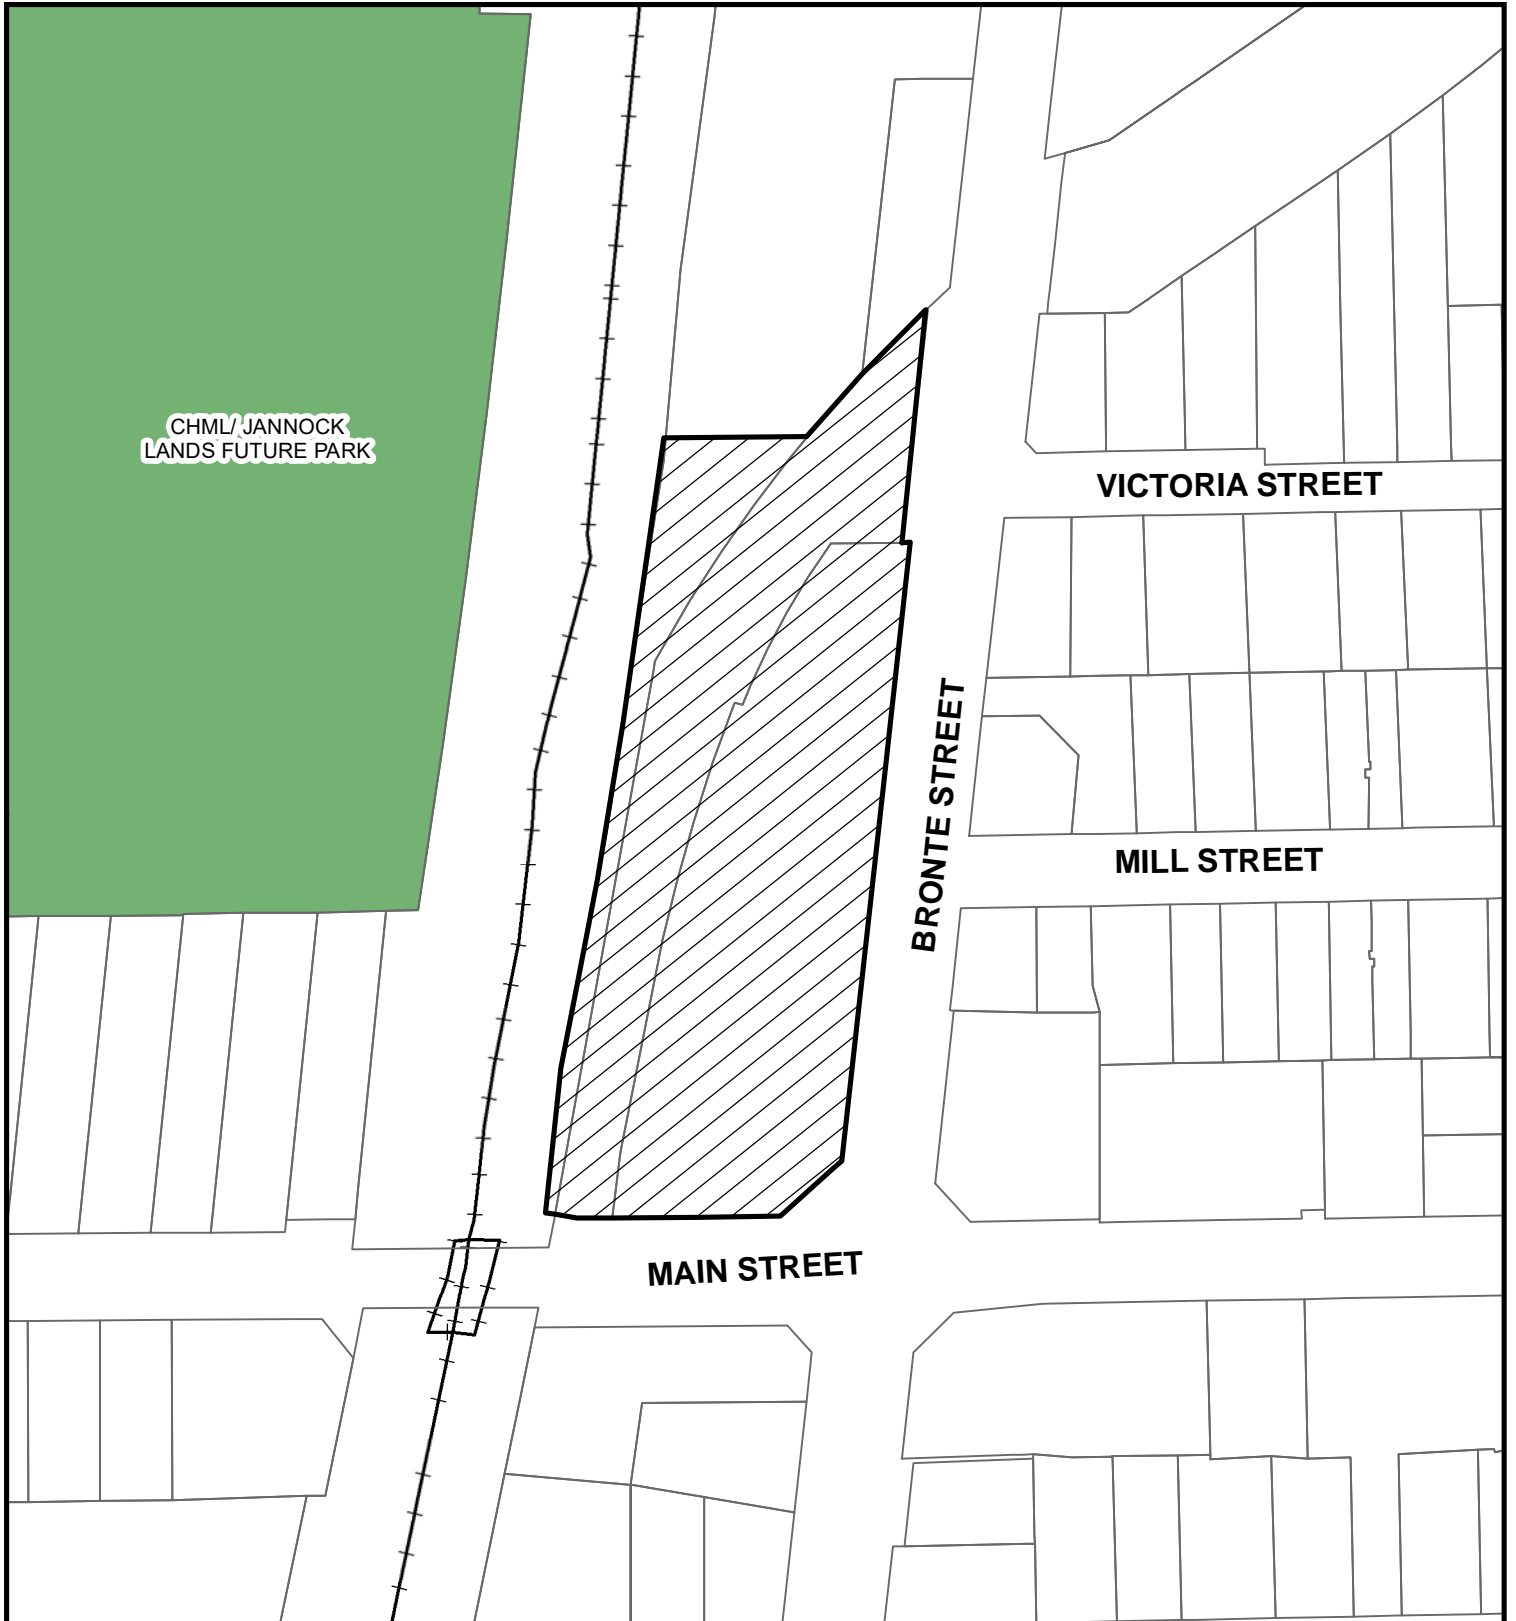 CHML/ JANNOCK
LANDS FUTURE PARK
VICTORIA STREET
BRONTE STREET
MILL STREET
MAIN STREET